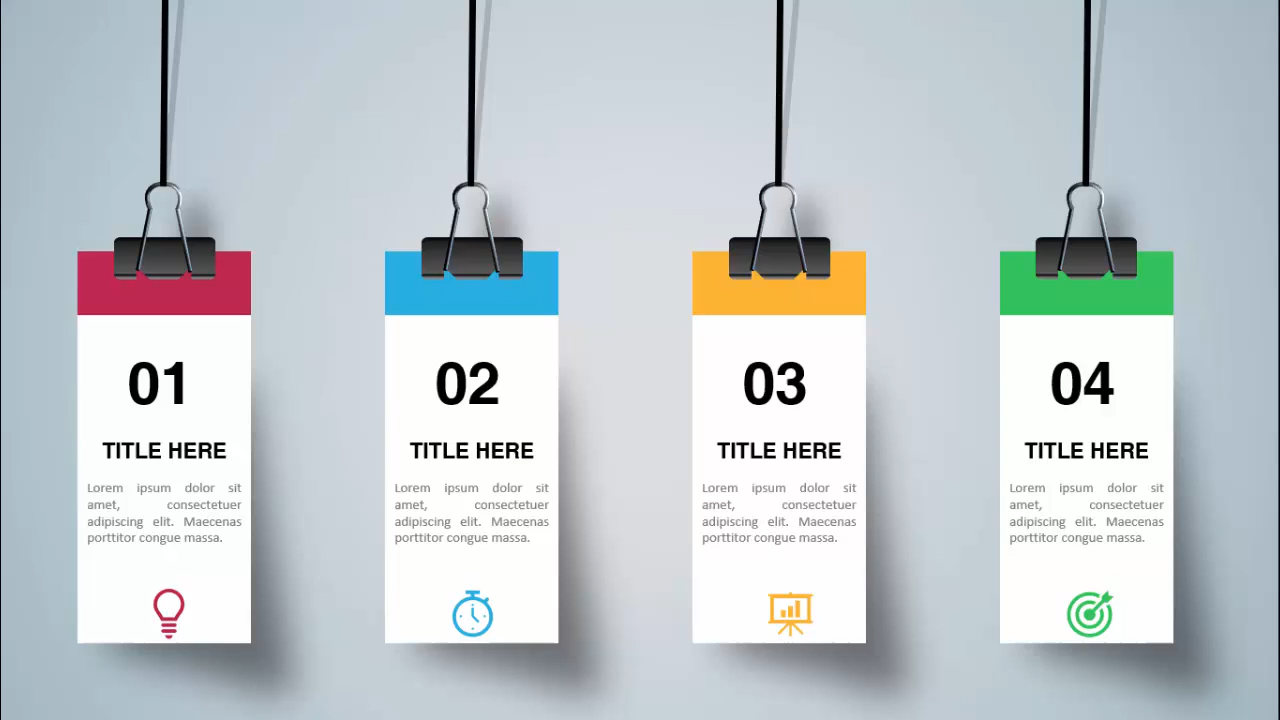 01
TITLE HERE
Lorem ipsum dolor sit
amet, consectetuer
adipiscing elit. Maecenas
porttitor congue massa.
02
TITLE HERE
Lorem ipsum dolor sit
amet, consectetuer
adipiscing elit. Maecenas
porttitor congue massa.
03
TITLE HERE
Lorem ipsum dolor sit
amet, consectetuer
adipiscing elit. Maecenas
porttitor congue massa.
04
TITLE HERE
Lorem ipsum dolor sit
amet, consectetuer
adipiscing elit. Maecenas
porttitor congue massa.